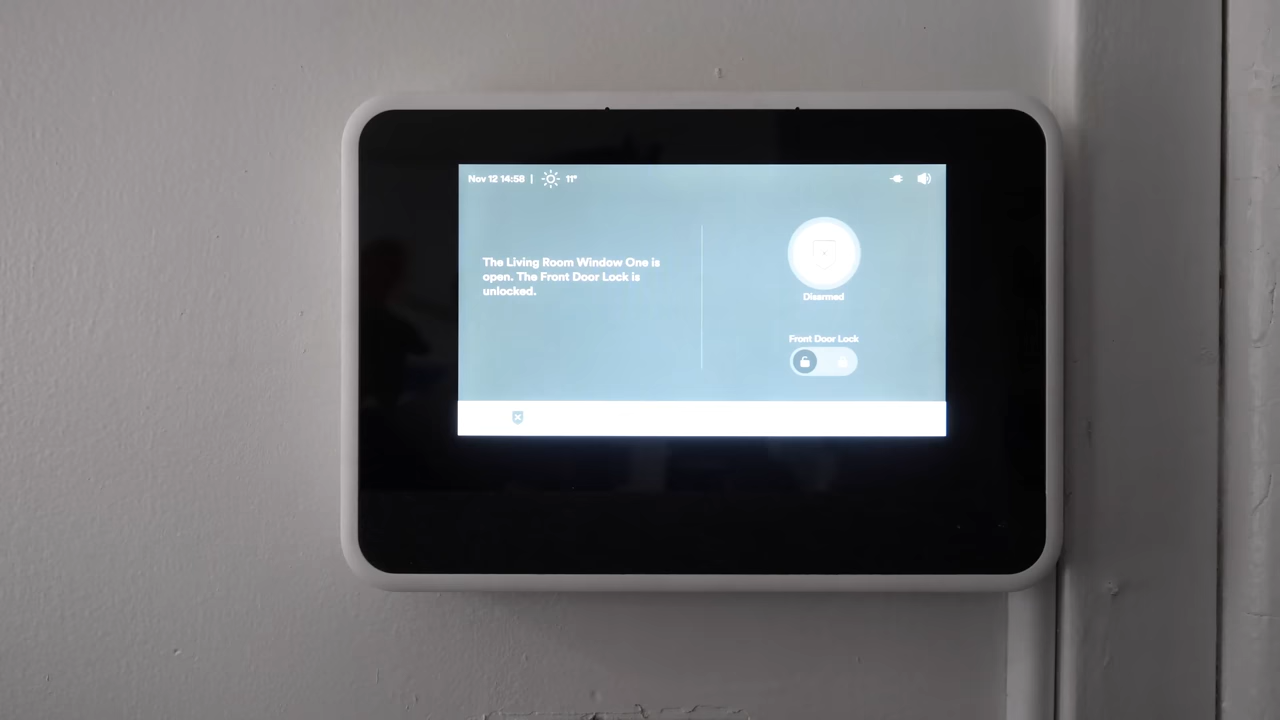 Nov 12 14:58 | 11°
The Living Room Window One is
open. The Front Door Lock is
unlocked.
Disarmed
Front Door Lock